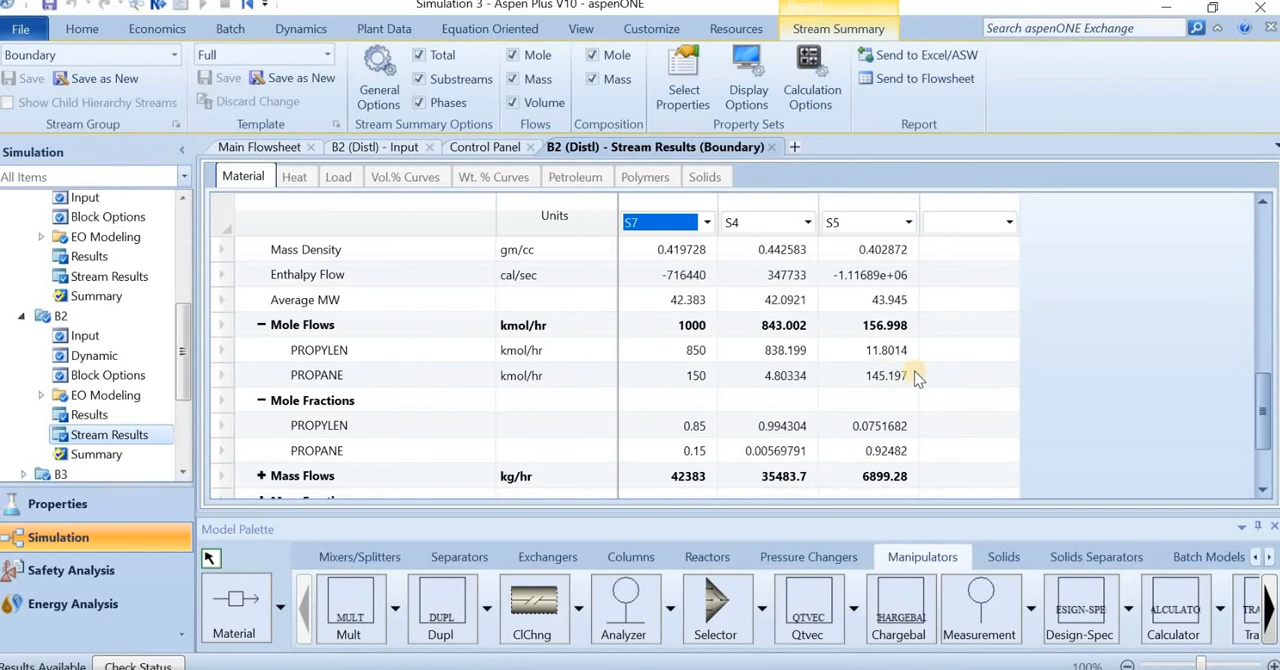 Simulation 3 - Aspen Plus V10 - aspenONE
File Home Economics Batch Dynamics Plant Data Equation Oriented View Customize Resources Stream Summary Search aspenONE Exchange
Boundary Full Total Mole Mole Send to Excel/ASW
Save Save as New Save Save as New Substreams Mass Mass Send to Flowsheet
Show Child Hierarchy Streams Discard Change General Options Phases Volume Select Properties Display Options Calculation Options
Stream Group Template Stream Summary Options Flows Composition Property Sets Report
Simulation Main Flowsheet B2 (Distl) - Input Control Panel B2 (Distl) - Stream Results (Boundary)
All Items Material Heat Load Vol.% Curves Wt. % Curves Petroleum Polymers Solids
Input
Block Options
EO Modeling
Results
Stream Results
Summary
B2
Input
Dynamic
Block Options
EO Modeling
Results
Stream Results
Summary
B3
Properties
Simulation
Safety Analysis
Energy Analysis
Units S7 S4 S5
Mass Density gm/cc 0.419728 0.442583 0.402872
Enthalpy Flow cal/sec -716440 347733 -1.11689e+06
Average MW 42.383 42.0921 43.945
Mole Flows kmol/hr 1000 843.002 156.998
PROPYLEN kmol/hr 850 838.199 11.8014
PROPANE kmol/hr 150 4.80334 145.197
Mole Fractions
PROPYLEN 0.85 0.994304 0.0751682
PROPANE 0.15 0.00569791 0.92482
Mass Flows kg/hr 42383 35483.7 6899.28
Model Palette
Mixers/Splitters Separators Exchangers Columns Reactors Pressure Changers Manipulators Solids Solids Separators Batch Models
MULT DUPL QTVEC CHARGEBAL ESIGN-SPE ALCULATO TRA
Material Mult Dupl ClChng Analyzer Selector Qtvec Chargebal Measurement Design-Spec Calculator Tra
Results Available Check Status 100%